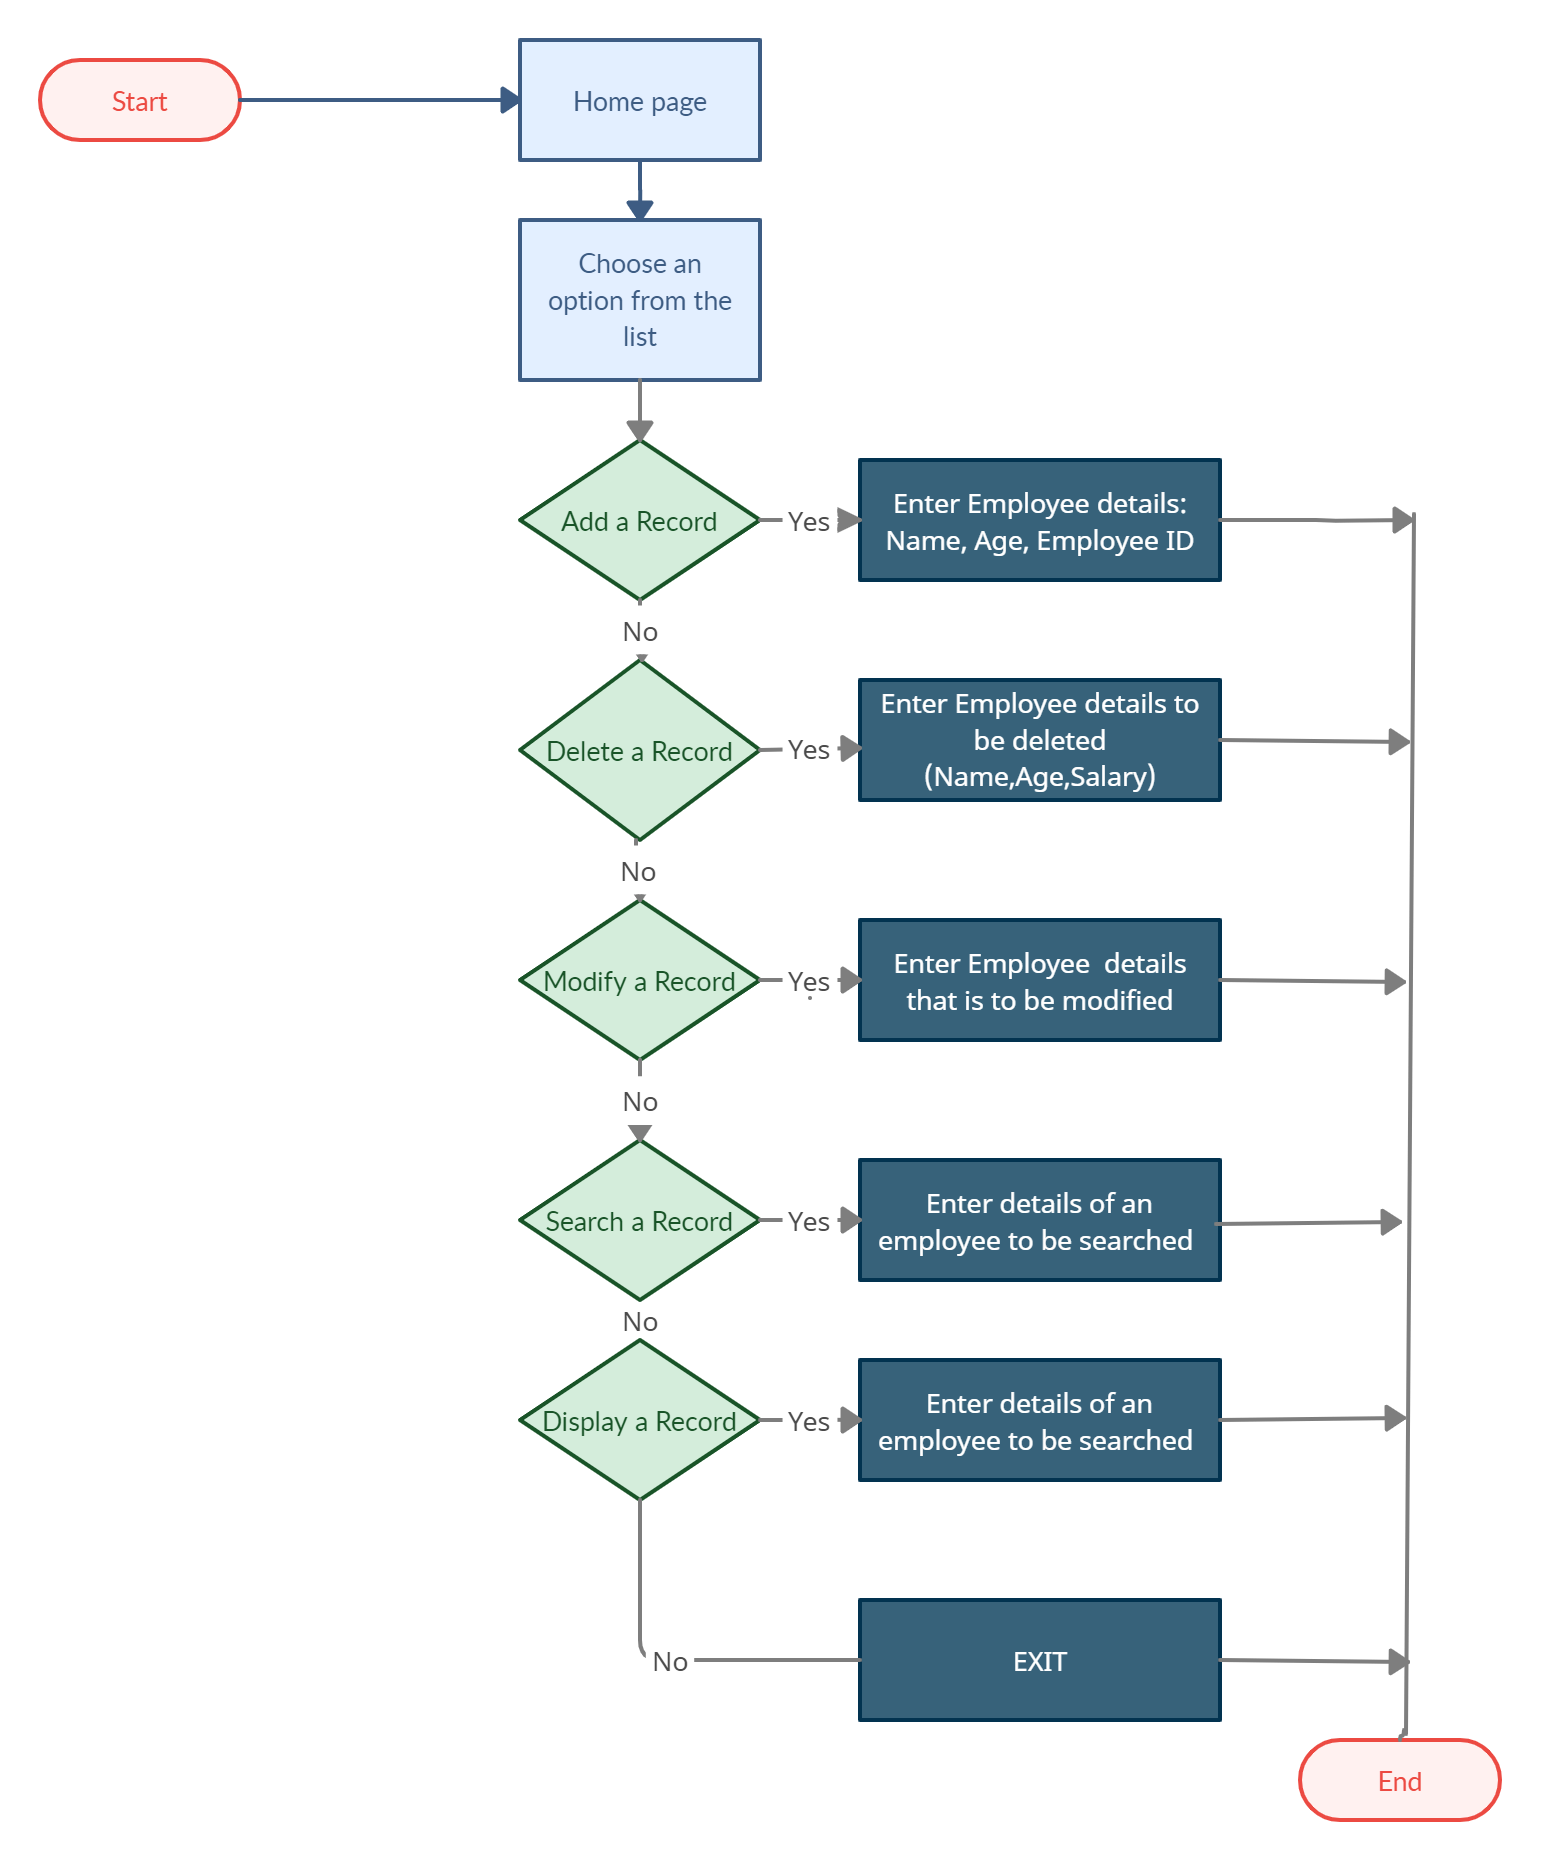 Start
Home page
Choose an
option from the
list
Add a Record
Yes
Enter Employee details:
Name, Age, Employee ID
No
Delete a Record
Yes
Enter Employee details to
be deleted
(Name,Age,Salary)
No
Modify a Record
Yes
.
Enter Employee  details
that is to be modified
No
Search a Record
Yes
Enter details of an
employee to be searched
No
Display a Record
Yes
Enter details of an
employee to be searched
No
EXIT
End